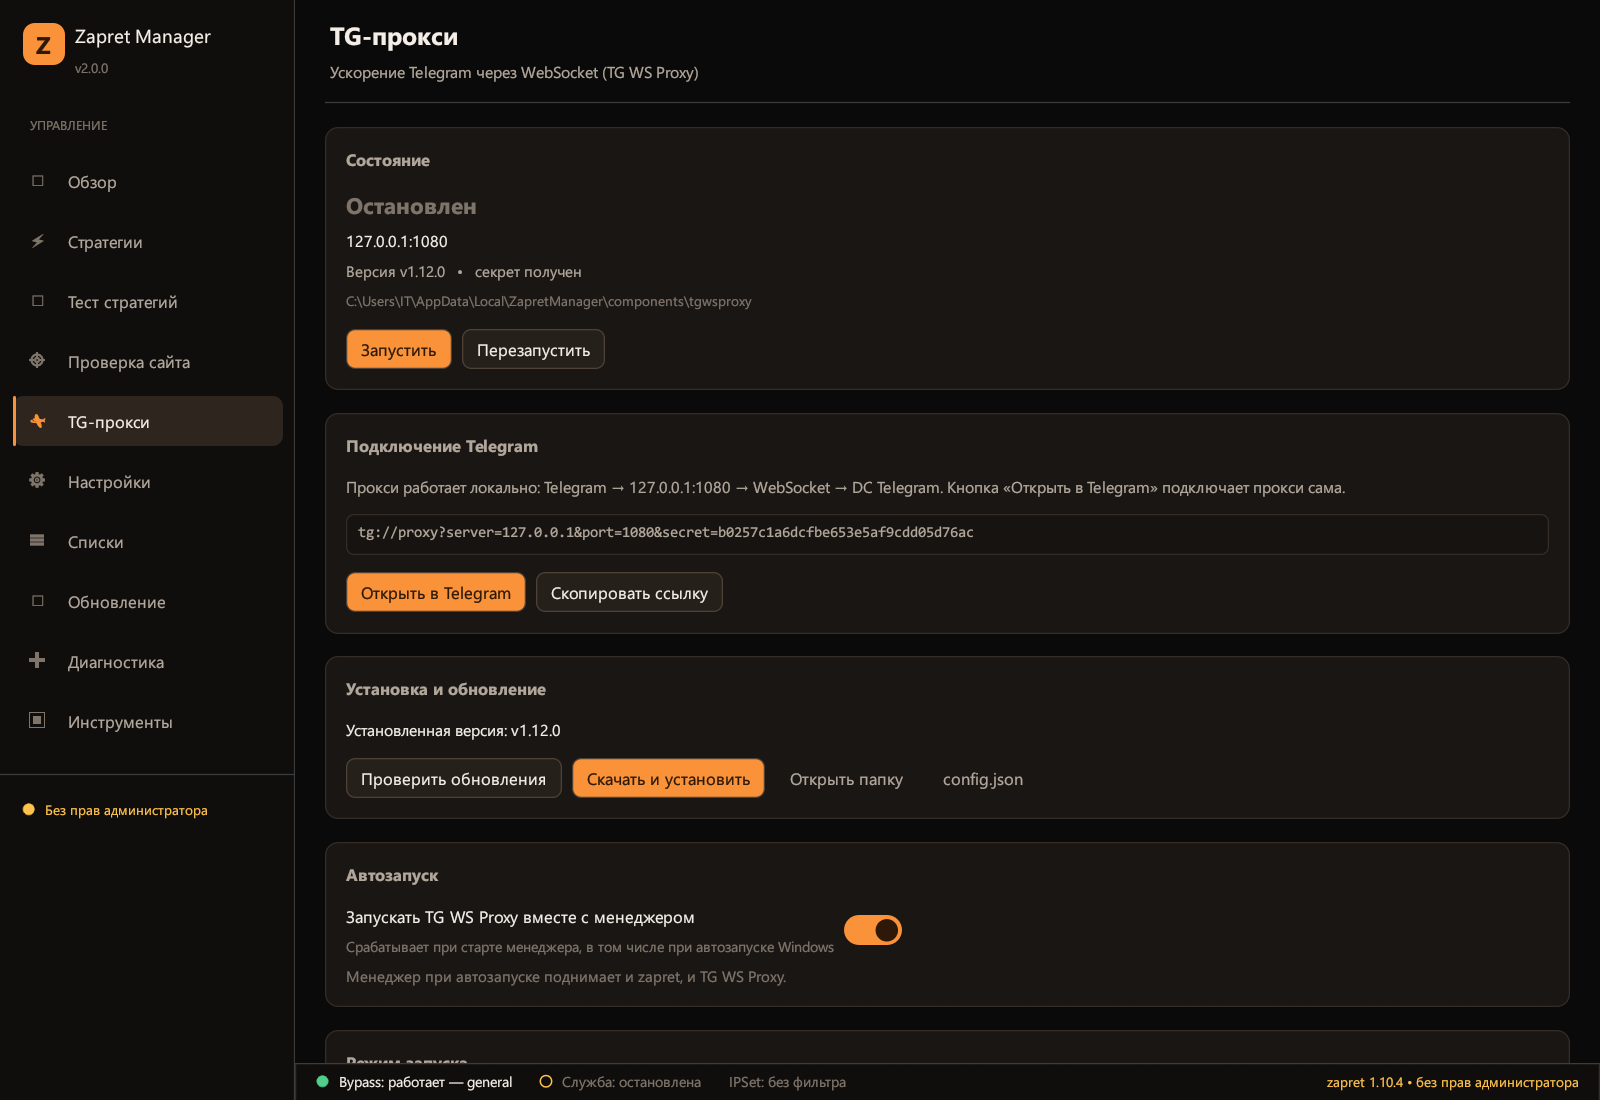 Z
Zapret Manager
v2.0.0
УПРАВЛЕНИЕ
Обзор
Стратегии
Тест стратегий
Проверка сайта
TG-прокси
Настройки
Списки
Обновление
Диагностика
Инструменты
Без прав администратора
TG-прокси
Ускорение Telegram через WebSocket (TG WS Proxy)
Состояние
Остановлен
127.0.0.1:1080
Версия v1.12.0 • секрет получен
C:\Users\IT\AppData\Local\ZapretManager\components\tgwsproxy
Запустить Перезапустить
Подключение Telegram
Прокси работает локально: Telegram → 127.0.0.1:1080 → WebSocket → DC Telegram. Кнопка «Открыть в Telegram» подключает прокси сама.
tg://proxy?server=127.0.0.1&port=1080&secret=b0257c1a6dcfbe653e5af9cdd05d76ac
Открыть в Telegram Скопировать ссылку
Установка и обновление
Установленная версия: v1.12.0
Проверить обновления Скачать и установить Открыть папку config.json
Автозапуск
Запускать TG WS Proxy вместе с менеджером
Срабатывает при старте менеджера, в том числе при автозапуске Windows
Менеджер при автозапуске поднимает и zapret, и TG WS Proxy.
Режим запуска
Bypass: работает — general Служба: остановлена IPSet: без фильтра zapret 1.10.4 • без прав администратора